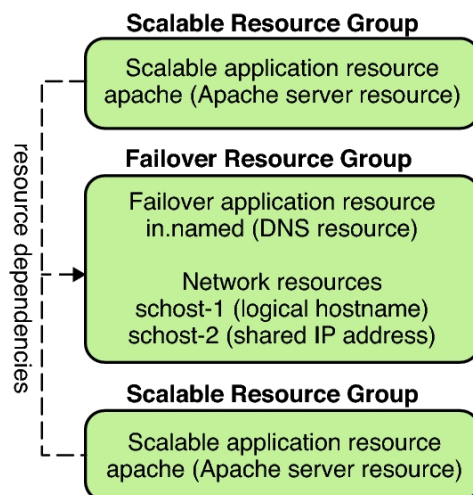 Scalable Resource Group
Scalable application resource
apache (Apache server resource)
resource dependencies
Failover Resource Group
Failover application resource
in.named (DNS resource)
Network resources
schost-1 (logical hostname)
schost-2 (shared IP address)
Scalable Resource Group
Scalable application resource
apache (Apache server resource)